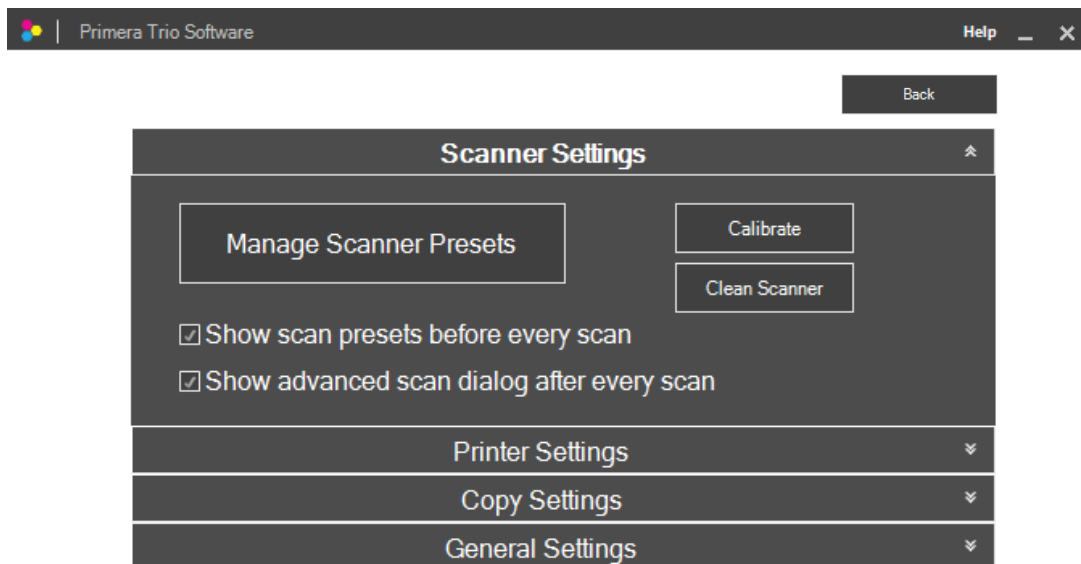 Primera Trio Software
Help
Back
Scanner Settings
Manage Scanner Presets
Calibrate
Clean Scanner
Show scan presets before every scan
Show advanced scan dialog after every scan
Printer Settings
Copy Settings
General Settings